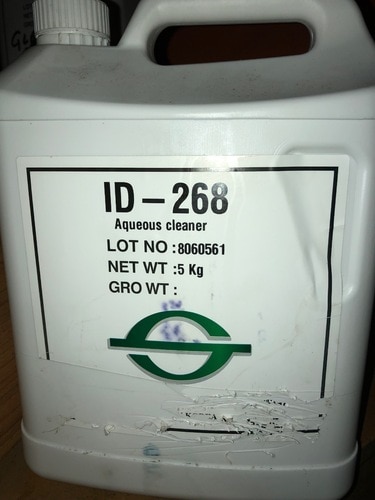 ID – 268
Aqueous cleaner
LOT NO : 8060561
NET WT : 5 Kg
GRO WT :